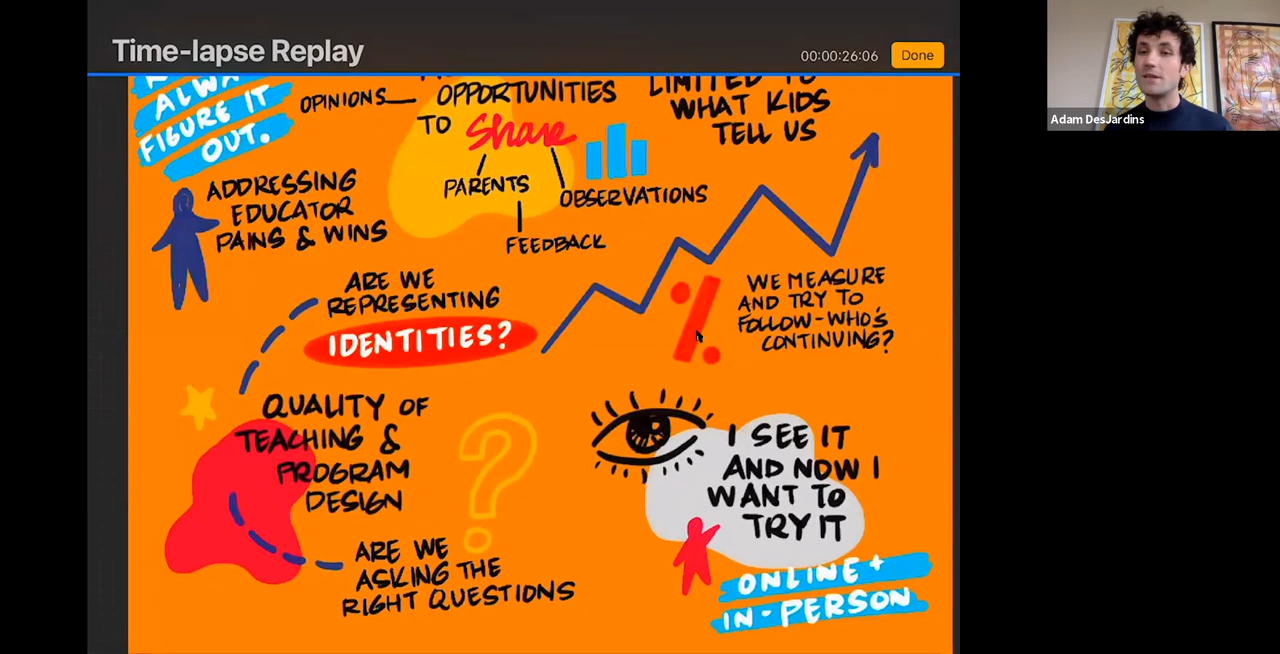 Time-lapse Replay
00:00:26:06
Done
Adam DesJardins
FIGURE IT
OUT.
OPINIONS
OPPORTUNITIES
TO Share
PARENTS
OBSERVATIONS
FEEDBACK
LIMITED TO
WHAT KIDS
TELL US
ADDRESSING
EDUCATOR
PAINS & WINS
ARE WE
REPRESENTING
IDENTITIES?
WE MEASURE
AND TRY TO
FOLLOW-WHO'S
CONTINUING?
%
QUALITY OF
TEACHING &
PROGRAM
DESIGN
?
ARE WE
ASKING THE
RIGHT QUESTIONS
I SEE IT
AND NOW I
WANT TO
TRY IT
ONLINE +
IN-PERSON